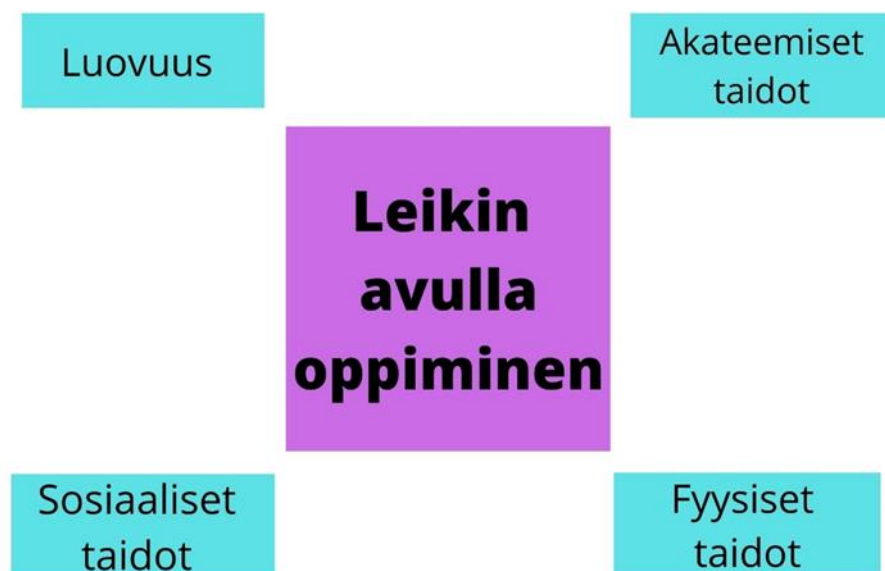 Luovuus
Akateemiset
taidot
Leikin
avulla
oppiminen
Sosiaaliset
taidot
Fyysiset
taidot